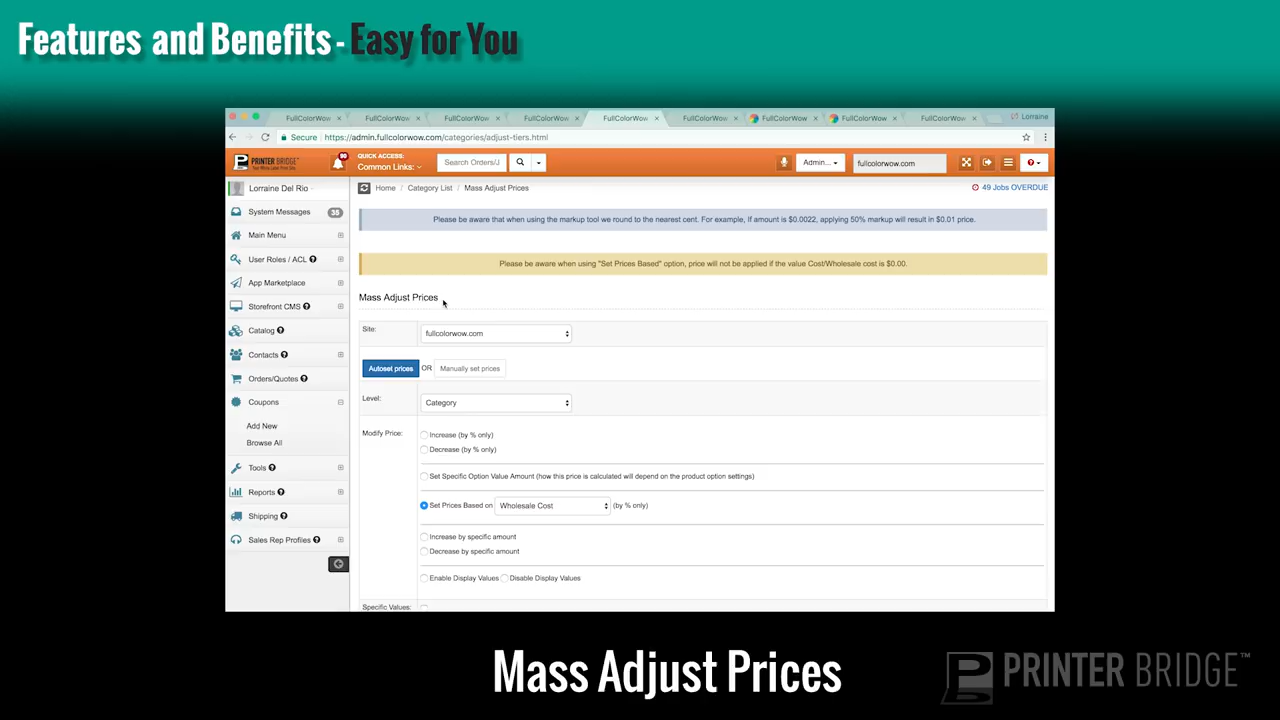 Features and Benefits - Easy for You
FullColorWow FullColorWow FullColorWow FullColorWow FullColorWow FullColorWow FullColorWow FullColorWow FullColorWow Lorraine
Secure https://admin.fullcolorwow.com/categories/adjust-tiers.html
PRINTER BRIDGE
QUICK ACCESS:
Common Links:
Search Orders/J
Admin...
fullcolorwow.com
Lorraine Del Rio
Home / Category List / Mass Adjust Prices
49 Jobs OVERDUE
System Messages 35
Main Menu
User Roles / ACL
App Marketplace
Storefront CMS
Catalog
Contacts
Orders/Quotes
Coupons
Add New
Browse All
Tools
Reports
Shipping
Sales Rep Profiles
Please be aware that when using the markup tool we round to the nearest cent. For example, If amount is $0.0022, applying 50% markup will result in $0.01 price.
Please be aware when using "Set Prices Based" option, price will not be applied if the value Cost/Wholesale cost is $0.00.
Mass Adjust Prices
Site: fullcolorwow.com
Autoset prices OR Manually set prices
Level: Category
Modify Price: Increase (by % only)
Decrease (by % only)
Set Specific Option Value Amount (how this price is calculated will depend on the product option settings)
Set Prices Based on Wholesale Cost (by % only)
Increase by specific amount
Decrease by specific amount
Enable Display Values Disable Display Values
Specific Values:
Mass Adjust Prices
PRINTER BRIDGE™